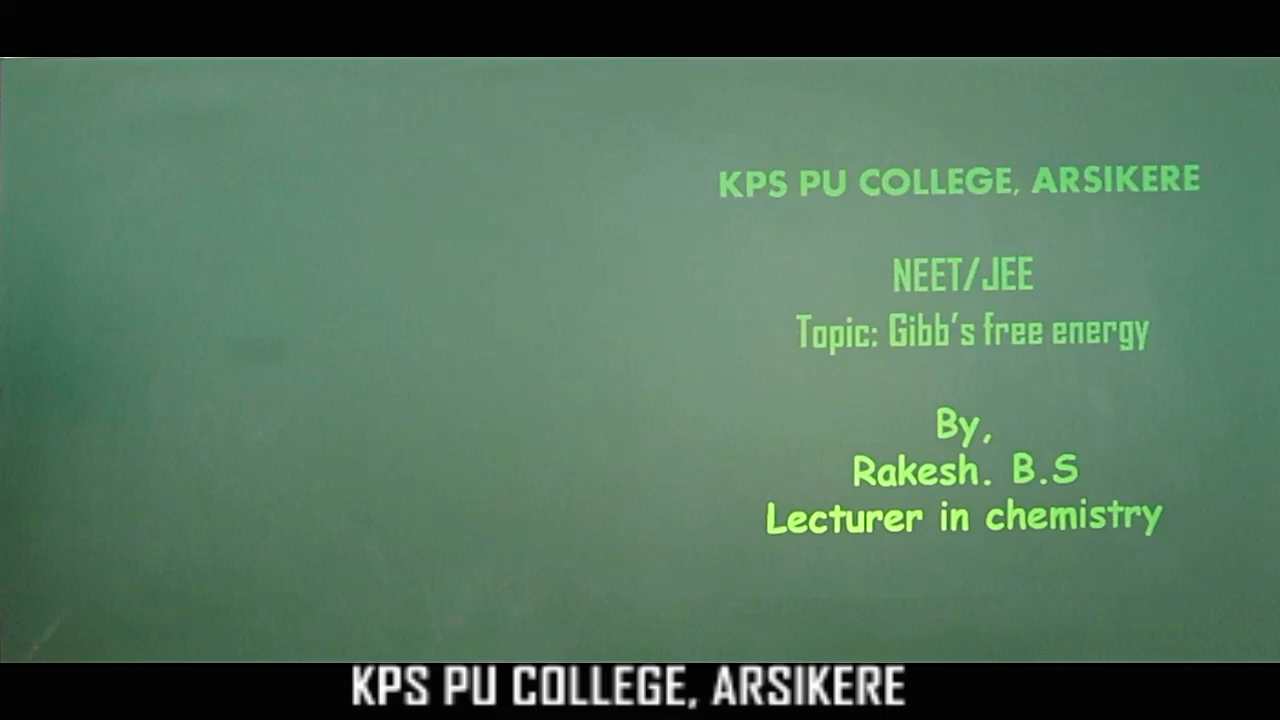 KPS PU COLLEGE, ARSIKERE
NEET/JEE
Topic: Gibb's free energy
By,
Rakesh. B.S
Lecturer in chemistry
KPS PU COLLEGE, ARSIKERE